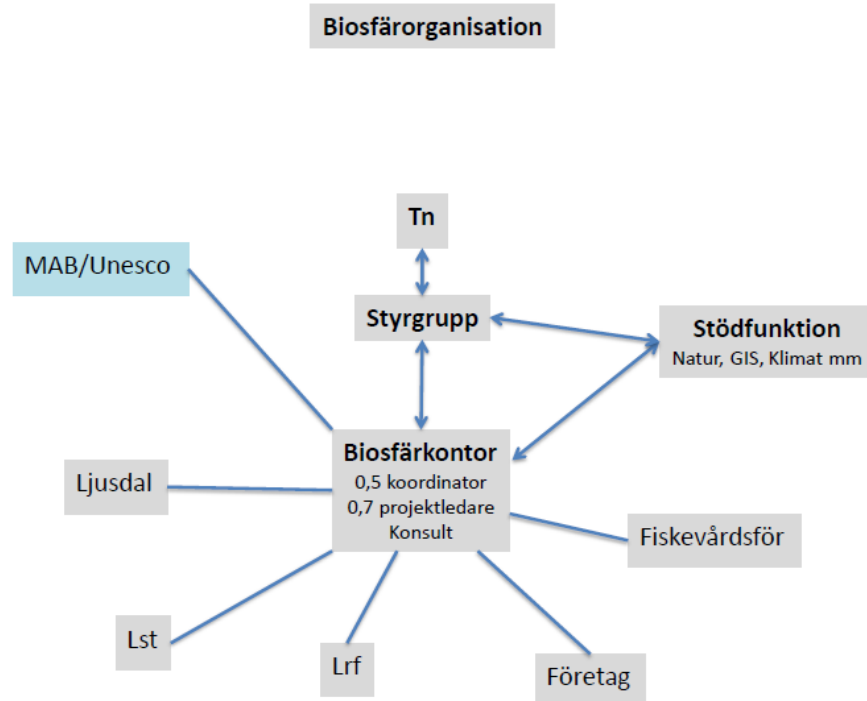 Biosfärorganisation
Tn
MAB/Unesco
Styrgrupp
Stödfunktion
Natur, GIS, Klimat mm
Biosfärkontor
0,5 koordinator
0,7 projektledare
Konsult
Ljusdal
Fiskevårdsför
Lst
Lrf
Företag